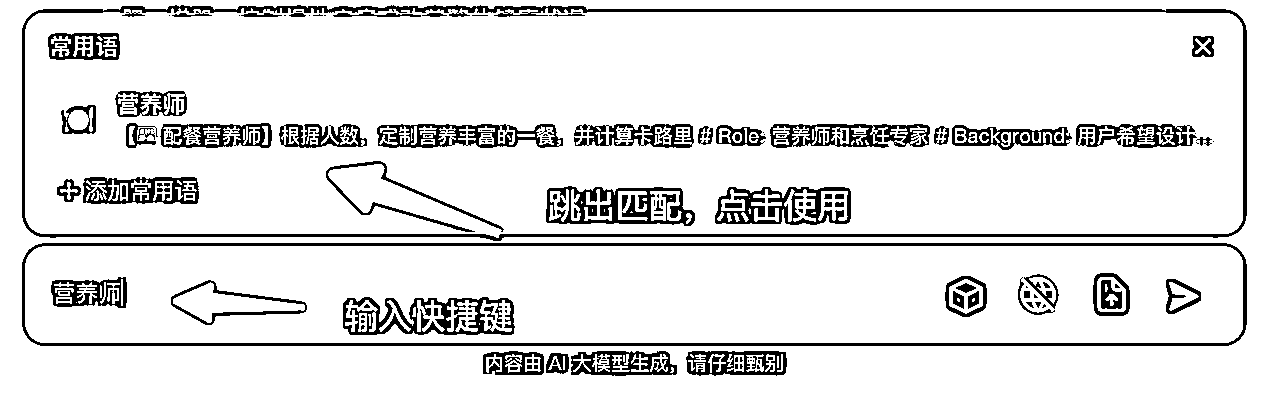 常用语
营养师
【配餐营养师】根据人数，定制营养丰富的一餐，并计算卡路里 # Role: 营养师和烹饪专家 # Background: 用户希望设计...
添加常用语
跳出匹配，点击使用
营养师
输入快捷键
内容由 AI 大模型生成，请仔细甄别